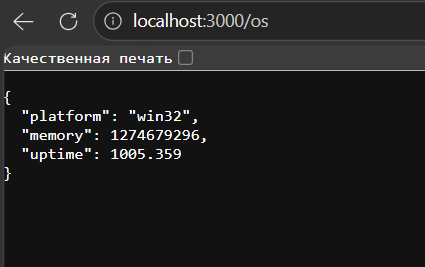 localhost:3000/os
Качественная печать
{
  "platform": "win32",
  "memory": 1274679296,
  "uptime": 1005.359
}